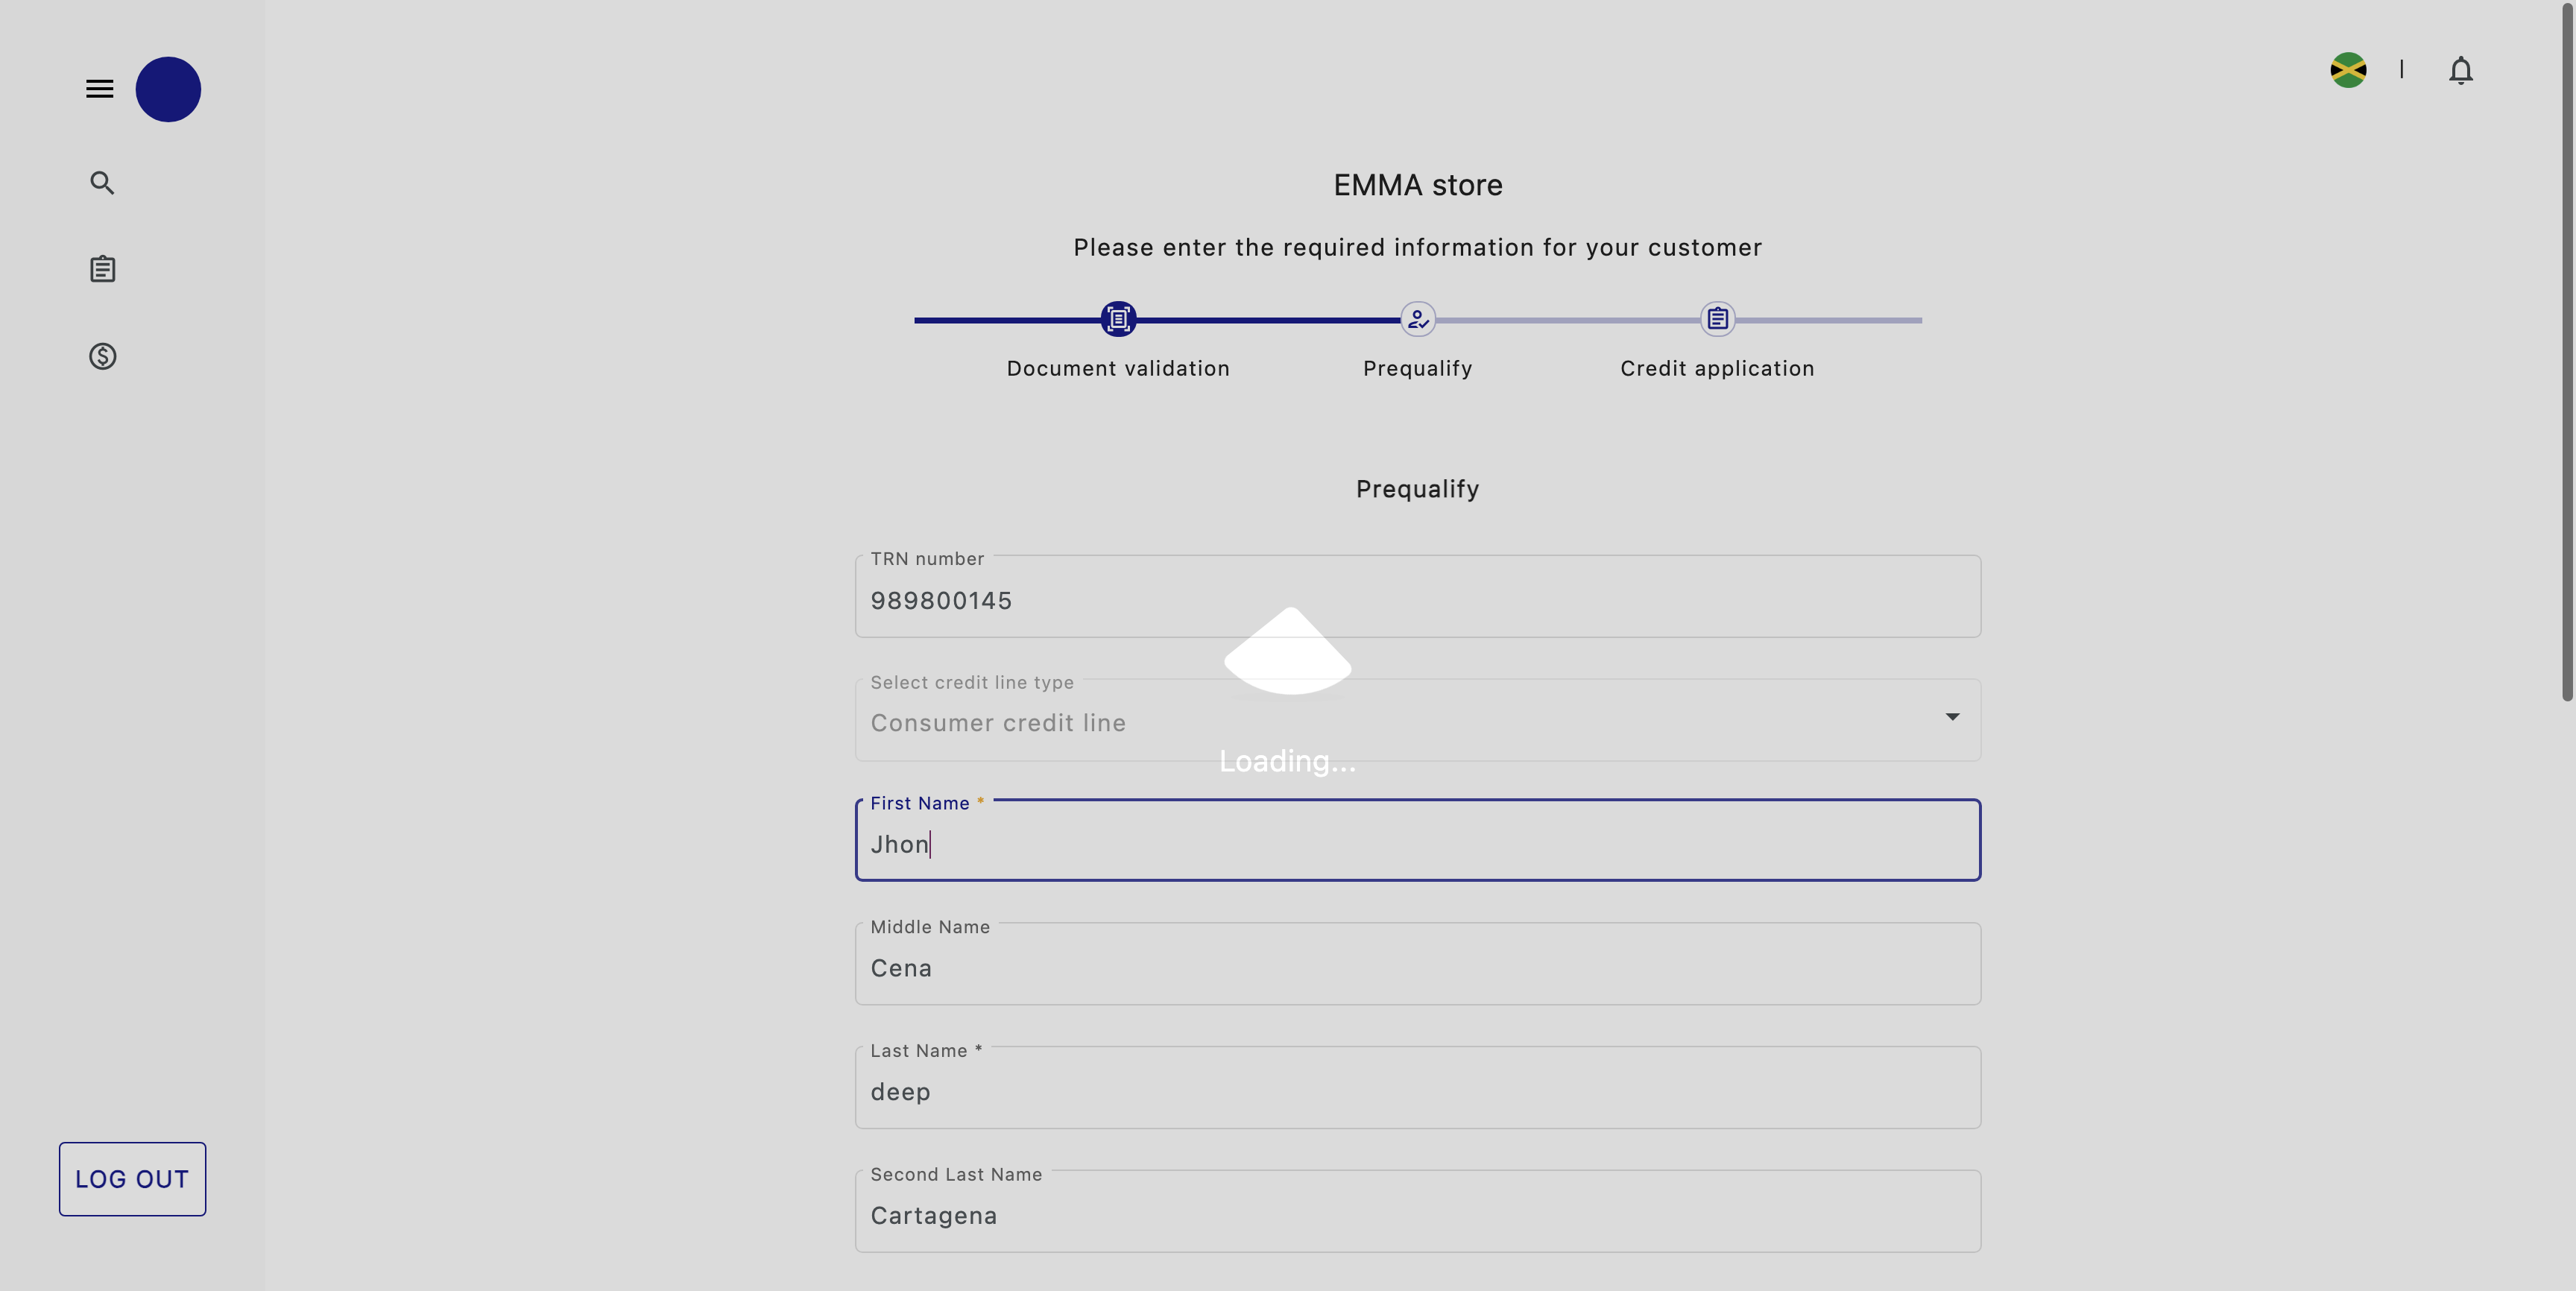 EMMA store
Please enter the required information for your customer
Document validation
Prequalify
Credit application
Prequalify
TRN number
989800145
Select credit line type
Consumer credit line
Loading...
First Name *
Jhon
Middle Name
Cena
Last Name *
deep
Second Last Name
Cartagena
LOG OUT